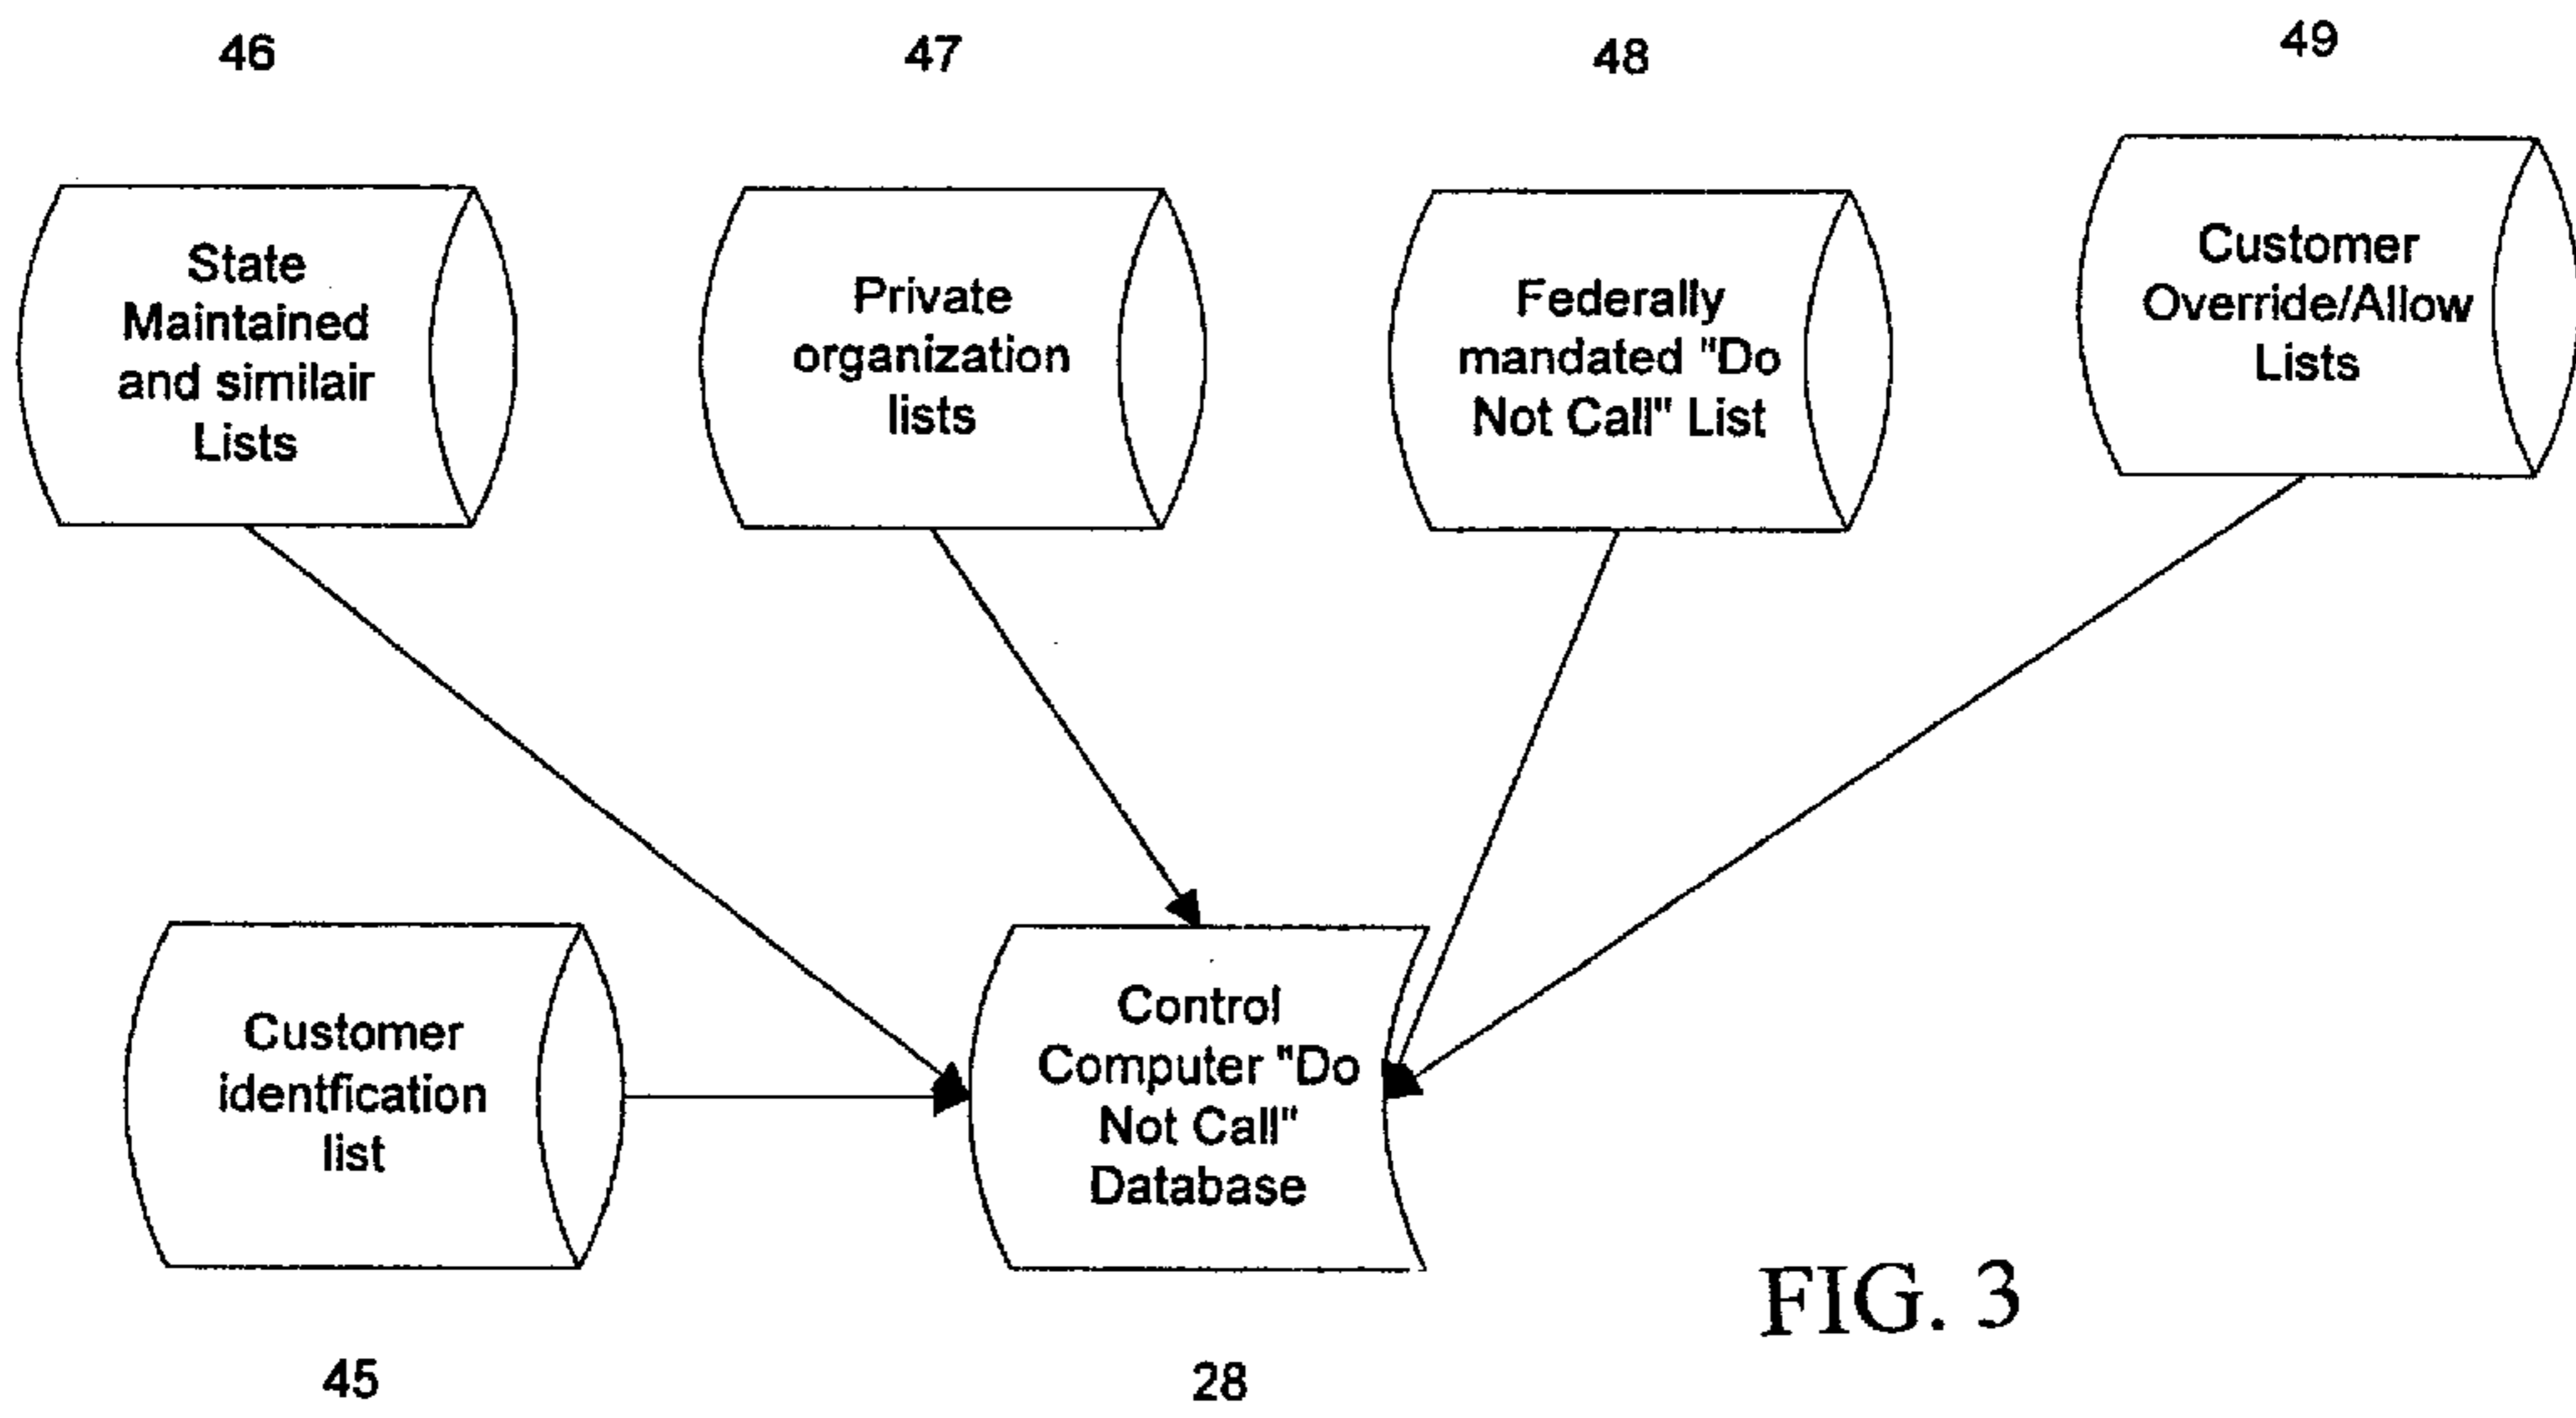 46
47
48
49
State
Maintained
and similair
Lists
Private
organization
lists
Federally
mandated "Do
Not Call" List
Customer
Override/Allow
Lists
Customer
identfication
list
Control
Computer "Do
Not Call"
Database
FIG. 3
45
28